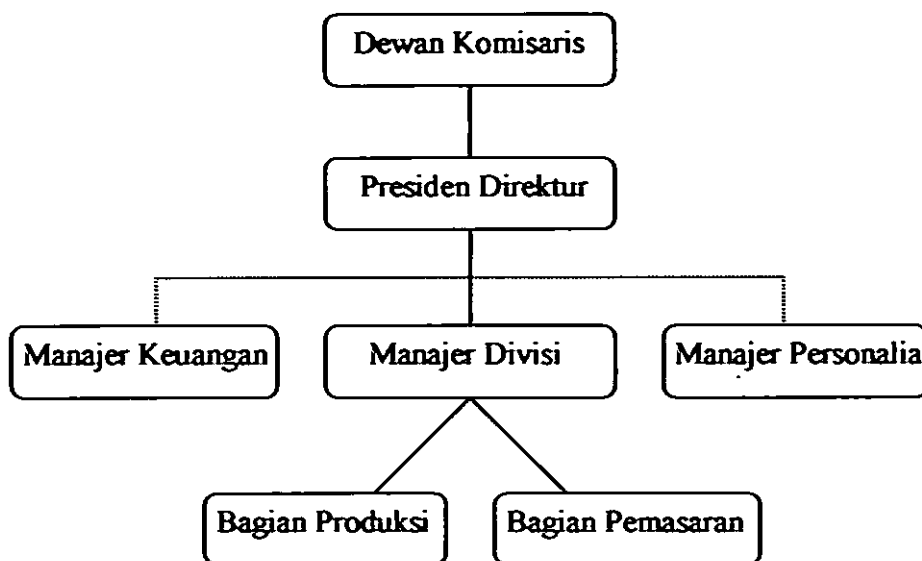 Dewan Komisaris
Presiden Direktur
Manajer Keuangan
Manajer Divisi
Manajer Personalia
Bagian Produksi
Bagian Pemasaran